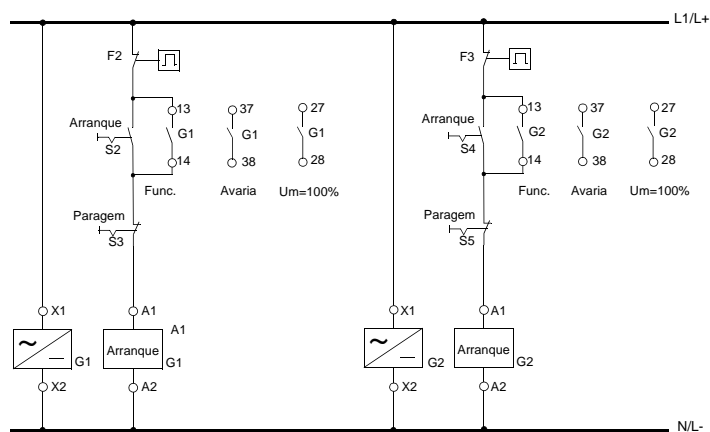 L1/L+
F2
F3
13
37
27
13
37
27
Arranque
G1
G1
G1
Arranque
G2
G2
G2
S2
S4
14
38
28
14
38
28
Func.
Avaria
Um=100%
Func.
Avaria
Um=100%
Paragem
Paragem
S3
S5
X1
A1
X1
A1
A1
~
Arranque
~
Arranque
G1
G1
G2
G2
X2
A2
X2
A2
N/L-